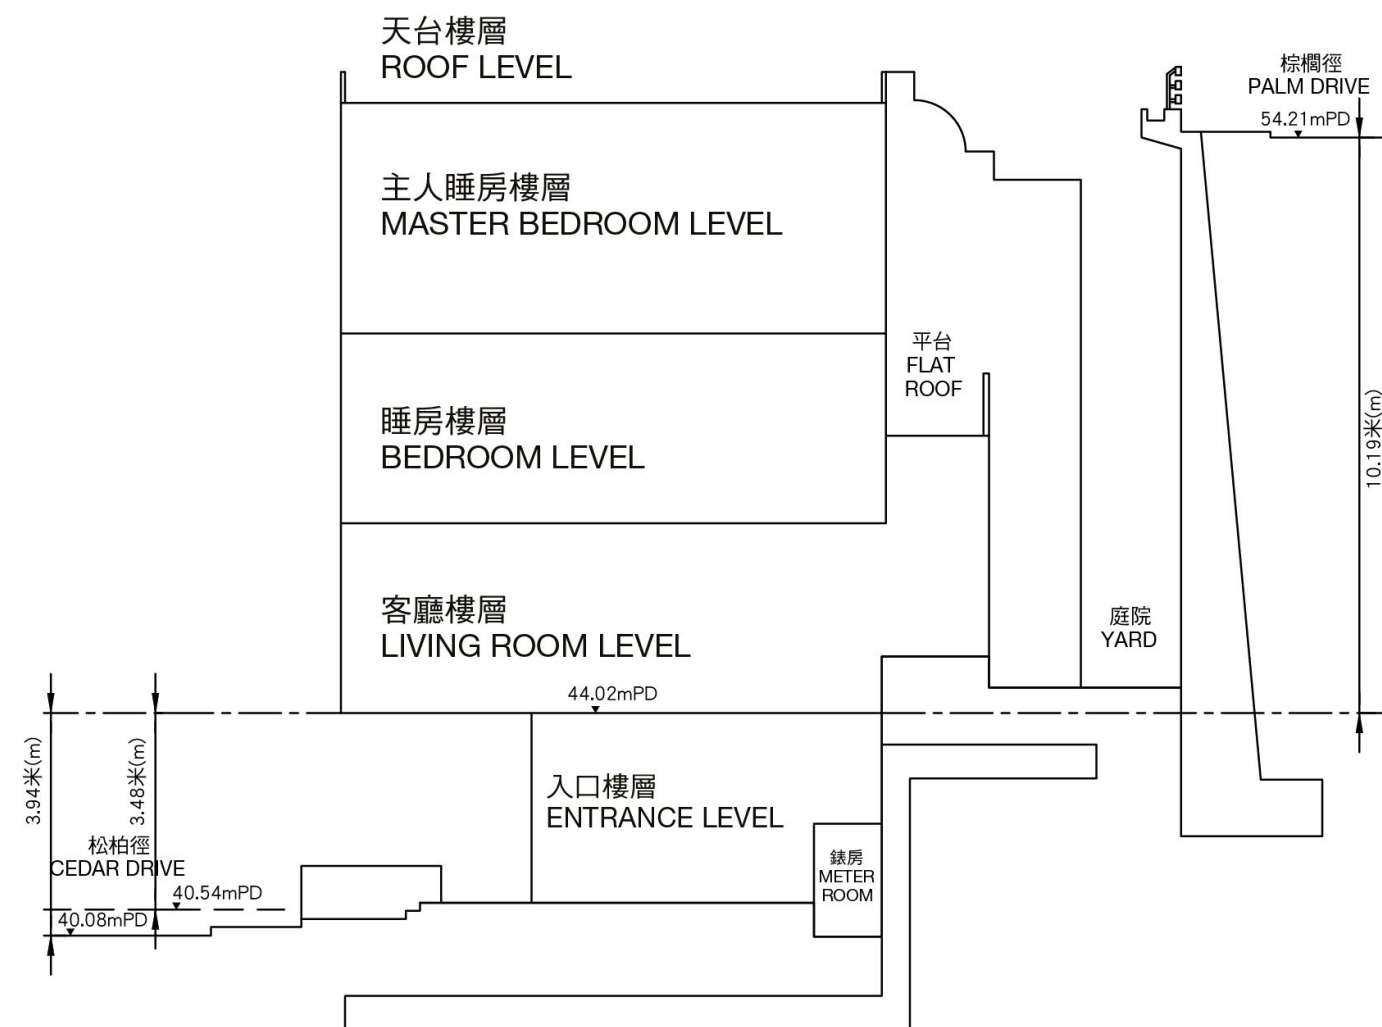 天台樓層
ROOF LEVEL
棕櫚徑
PALM DRIVE
54.21mPD
主人睡房樓層
MASTER BEDROOM LEVEL
平台
FLAT
ROOF
睡房樓層
BEDROOM LEVEL
10.19米(m)
客廳樓層
LIVING ROOM LEVEL
庭院
YARD
44.02mPD
3.94米(m)
3.48米(m)
入口樓層
ENTRANCE LEVEL
松柏徑
CEDAR DRIVE
錶房
METER
ROOM
40.54mPD
40.08mPD